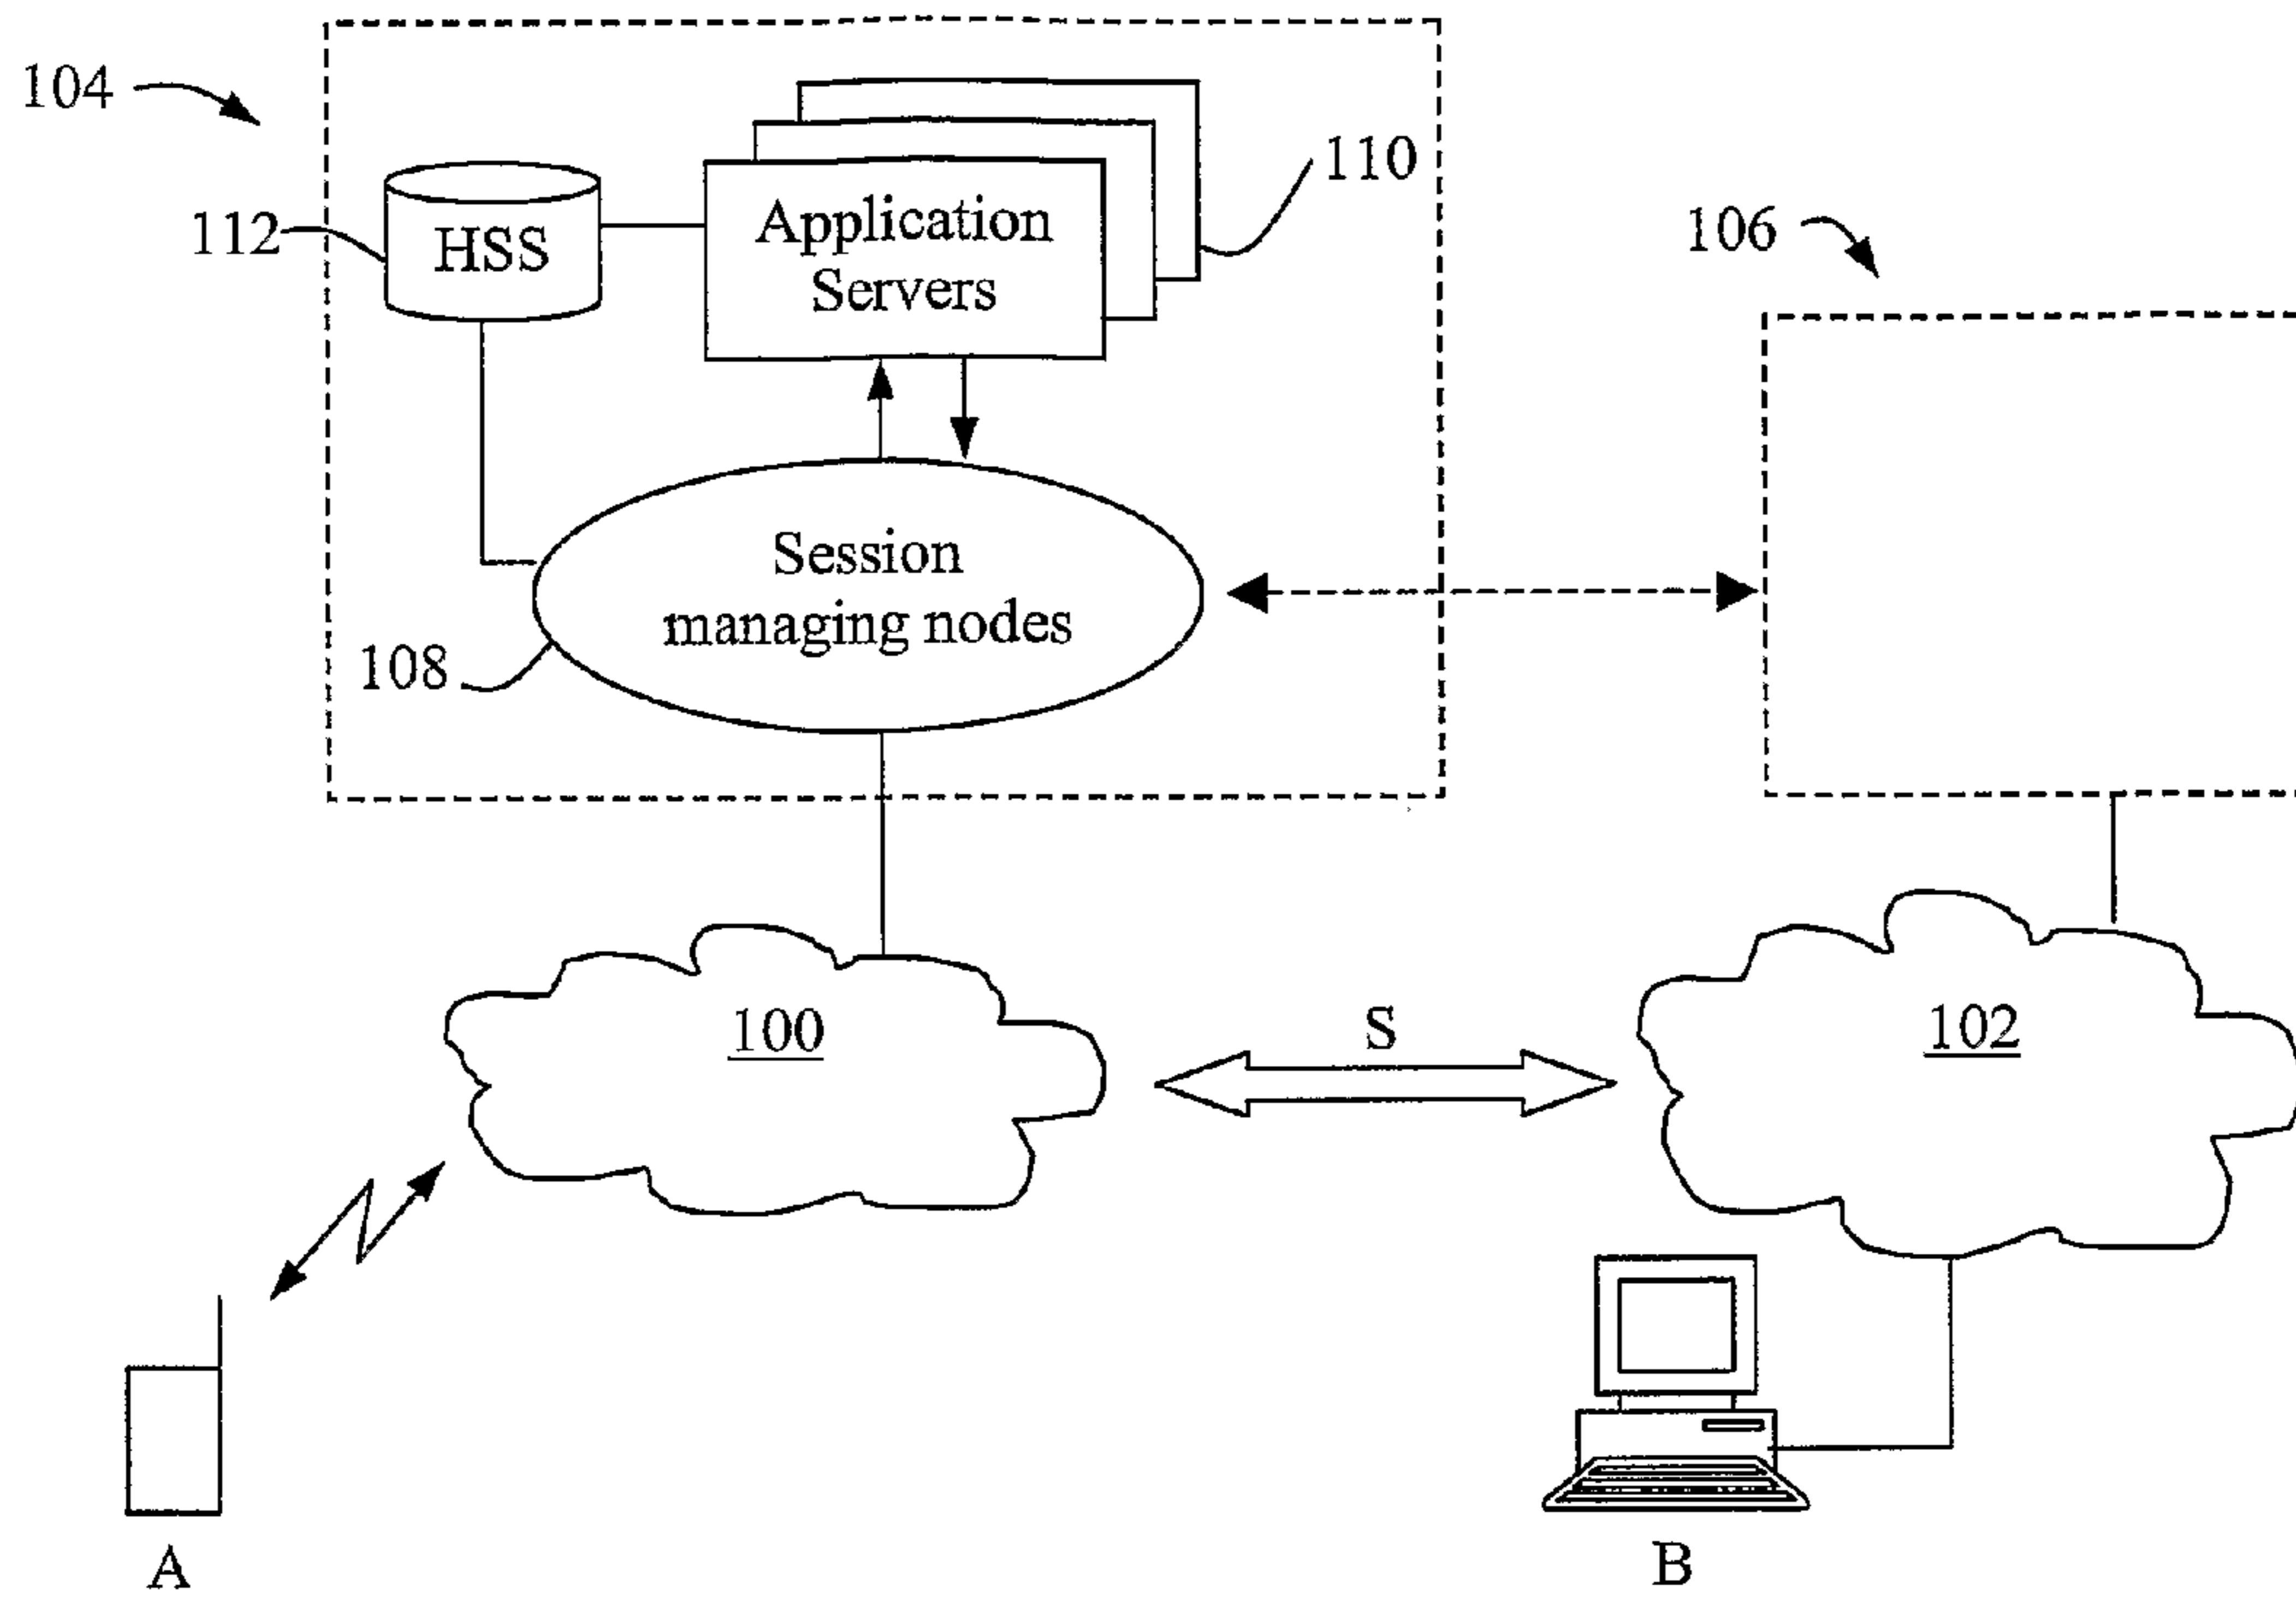 104
110
112
HSS
Application
Servers
106
Session
managing nodes
108
100
S
102
A
B